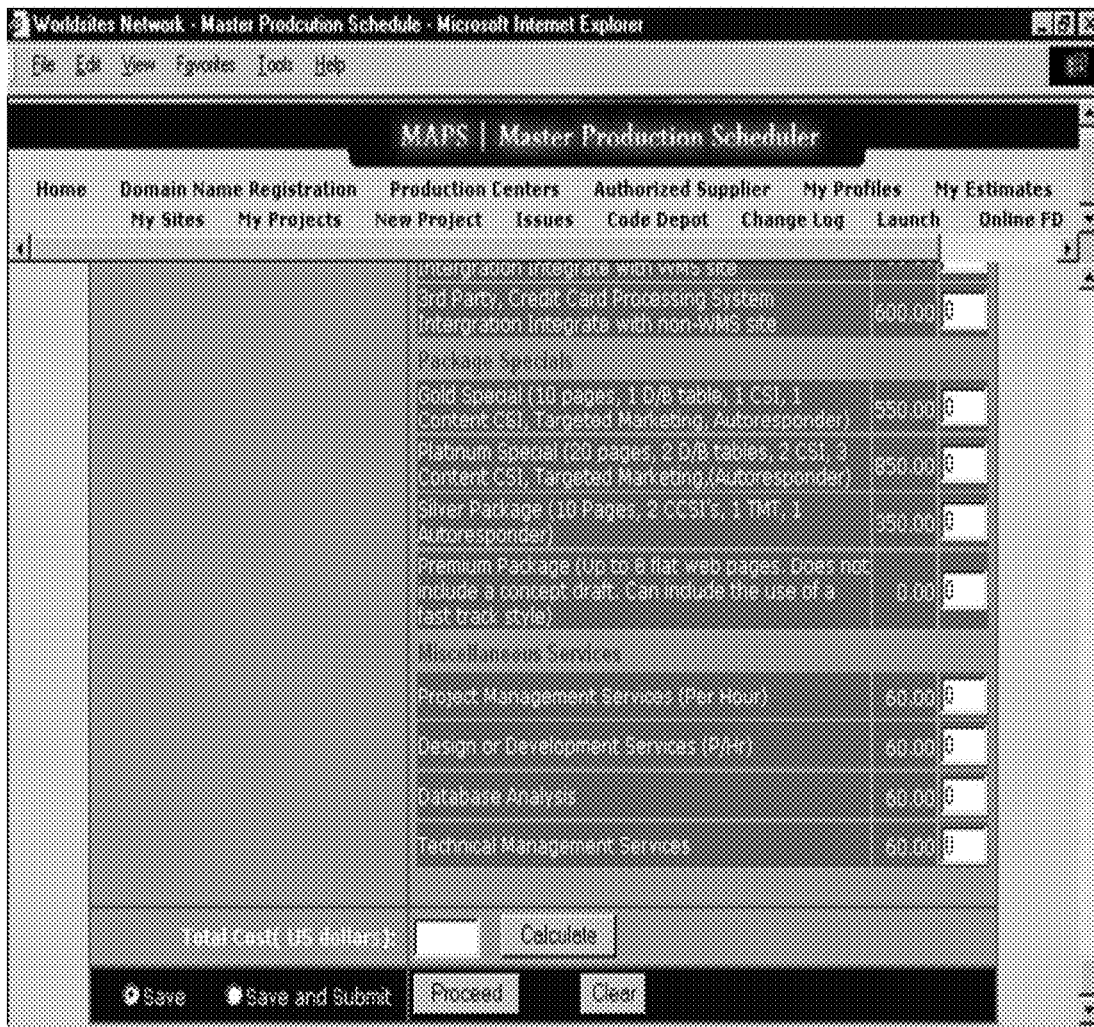 Worldsites Network - Master Prodcution Schedule - Microsoft Internet Explorer
File Edit View Favorites Tools Help
MAPS | Master Production Scheduler
Home Domain Name Registration Production Centers Authorized Supplier My Profiles My Estimates
My Sites My Projects New Project Issues Code Depot Change Log Launch Online FD
Intergration Integrate with WMS site
3rd Party, Credit Card Processing System
Intergration Integrate with non-WMS site 600.00 0
Package Specials
Gold Special (10 pages, 1 D/B table, 1 CSI, 1
Content CSI, Targeted Marketing, Autoresponder) 550.00 0
Platinum Special (20 pages, 2 D/B tables, 2 CSI, 3
Content CSI, Targeted Marketing,(Autoresponder) 850.00 0
Silver Package (10 Pages, 2 CCSI's, 1 TMT, 1
Autoresponder) 350.00 0
Premium Package (Up to 8 flat web pages. Does not
include a concept draft. Can include the use of a
fast track style) 0.00 0
Miscellaneous Services
Project Management Services (Per Hour) 60.00 0
Design or Development Services (P/Hr) 60.00 0
Database Analysis 60.00 0
Technical Management Services 60.00 0
Total Cost (US dollars ): Calculate
Save Save and Submit Proceed Clear